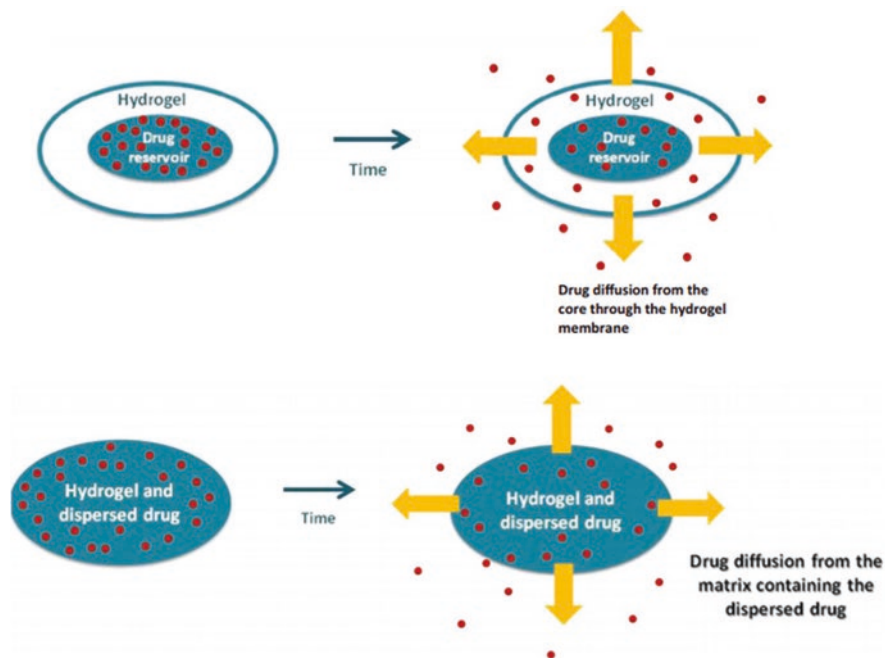 Hydrogel
Drug
reservoir
Time
Hydrogel
Drug
reservoir
Drug diffusion from the
core through the hydrogel
membrane
Hydrogel and
dispersed drug
Time
Hydrogel and
dispersed drug
Drug diffusion from the
matrix containing the
dispersed drug